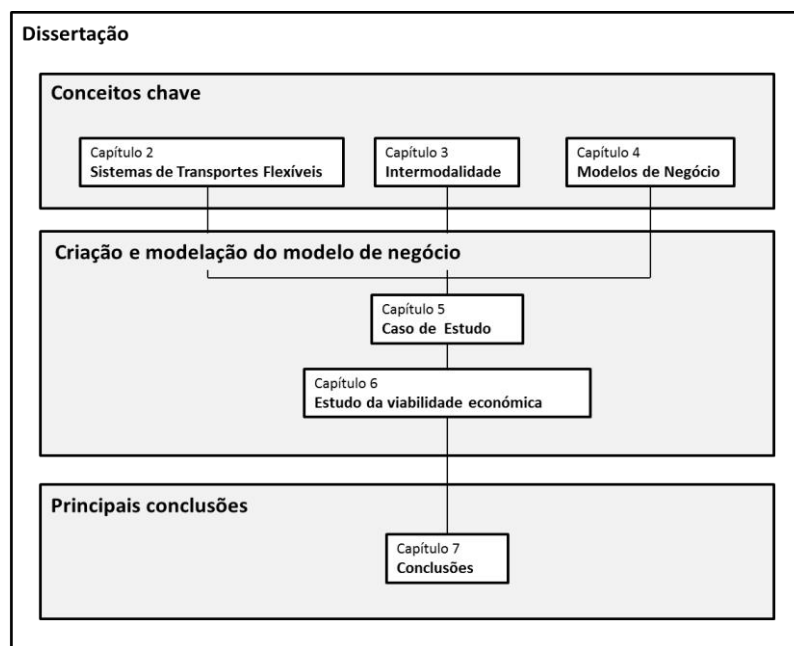 Dissertação
Conceitos chave
Capítulo 2
Sistemas de Transportes Flexíveis
Capítulo 3
Intermodalidade
Capítulo 4
Modelos de Negócio
Criação e modelação do modelo de negócio
Capítulo 5
Caso de Estudo
Capítulo 6
Estudo da viabilidade económica
Principais conclusões
Capítulo 7
Conclusões